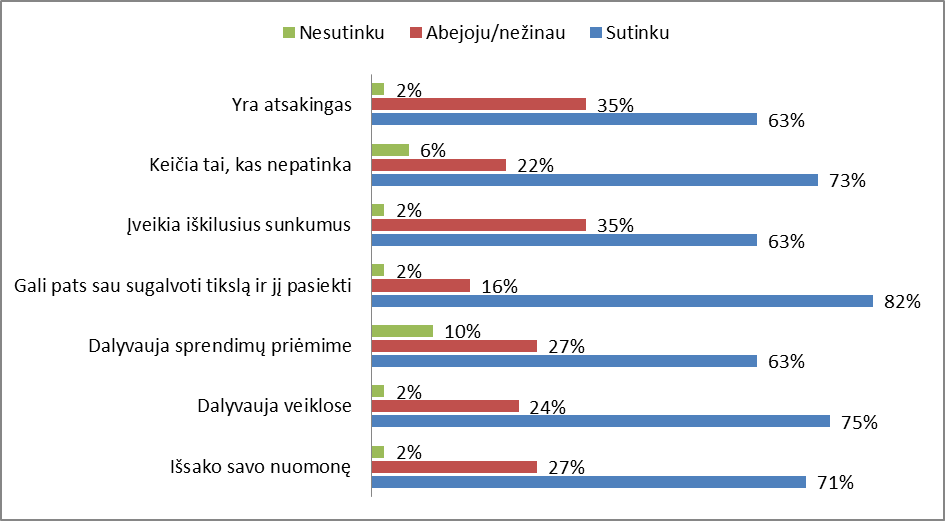 Nesutinku Abejoju/nežinau Sutinku
2%
Yra atsakingas 35%
63%
6%
Keičia tai, kas nepatinka 22%
73%
2%
Įveikia iškilusius sunkumus 35%
63%
2%
Gali pats sau sugalvoti tikslą ir jį pasiekti 16%
82%
10%
Dalyvauja sprendimų priėmime 27%
63%
2%
Dalyvauja veiklose 24%
75%
2%
Išsako savo nuomonę 27%
71%